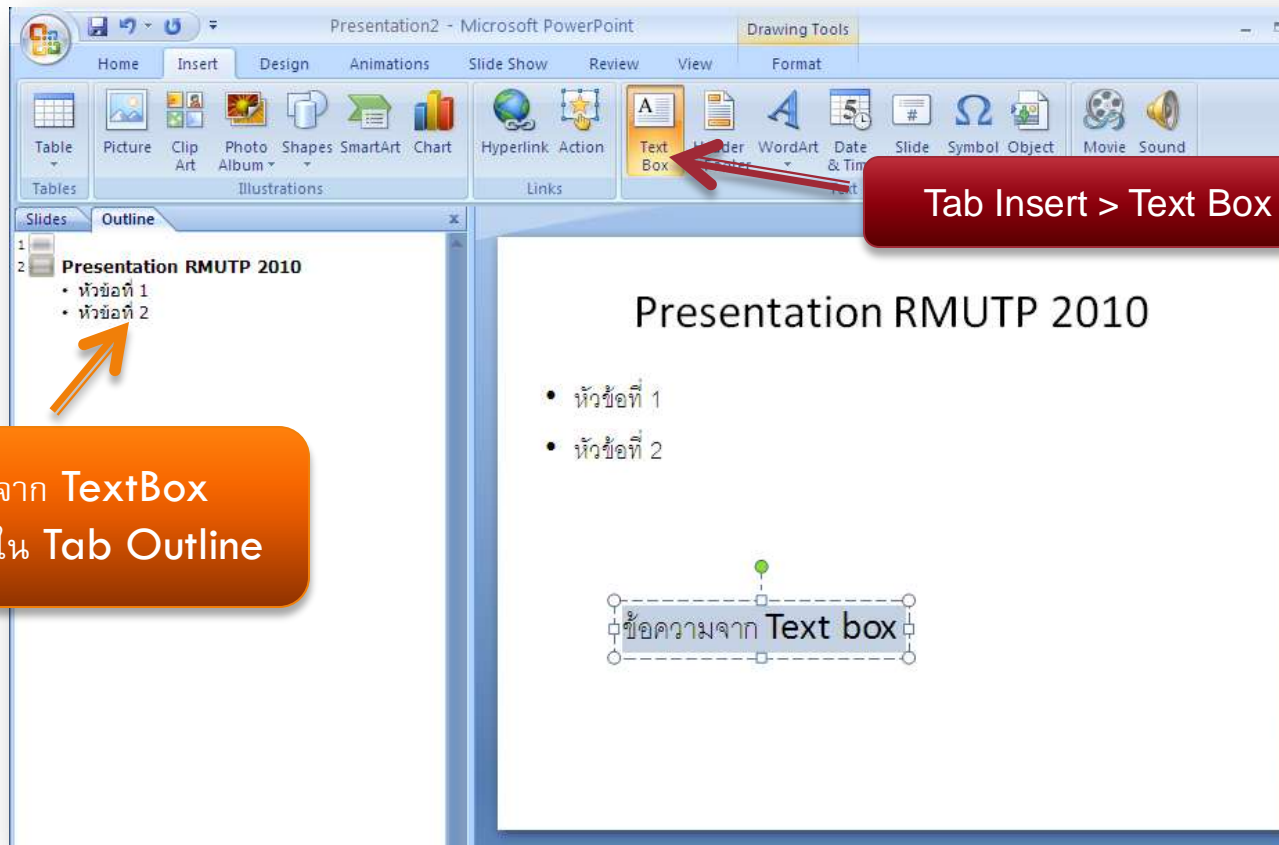 Presentation2 - Microsoft PowerPoint
Drawing Tools
Home Insert Design Animations Slide Show Review View Format
Table
Picture
Clip Art
Photo Album
Shapes
SmartArt
Chart
Hyperlink
Action
Text Box
WordArt
Date
Slide
Symbol
Object
Movie
Sound
Tables
Illustrations
Links
Tab Insert > Text Box
Slides Outline
1
2 Presentation RMUTP 2010
• หัวข้อที่ 1
• หัวข้อที่ 2
จาก TextBox
ใน Tab Outline
Presentation RMUTP 2010
• หัวข้อที่ 1
• หัวข้อที่ 2
ข้อความจาก Text box